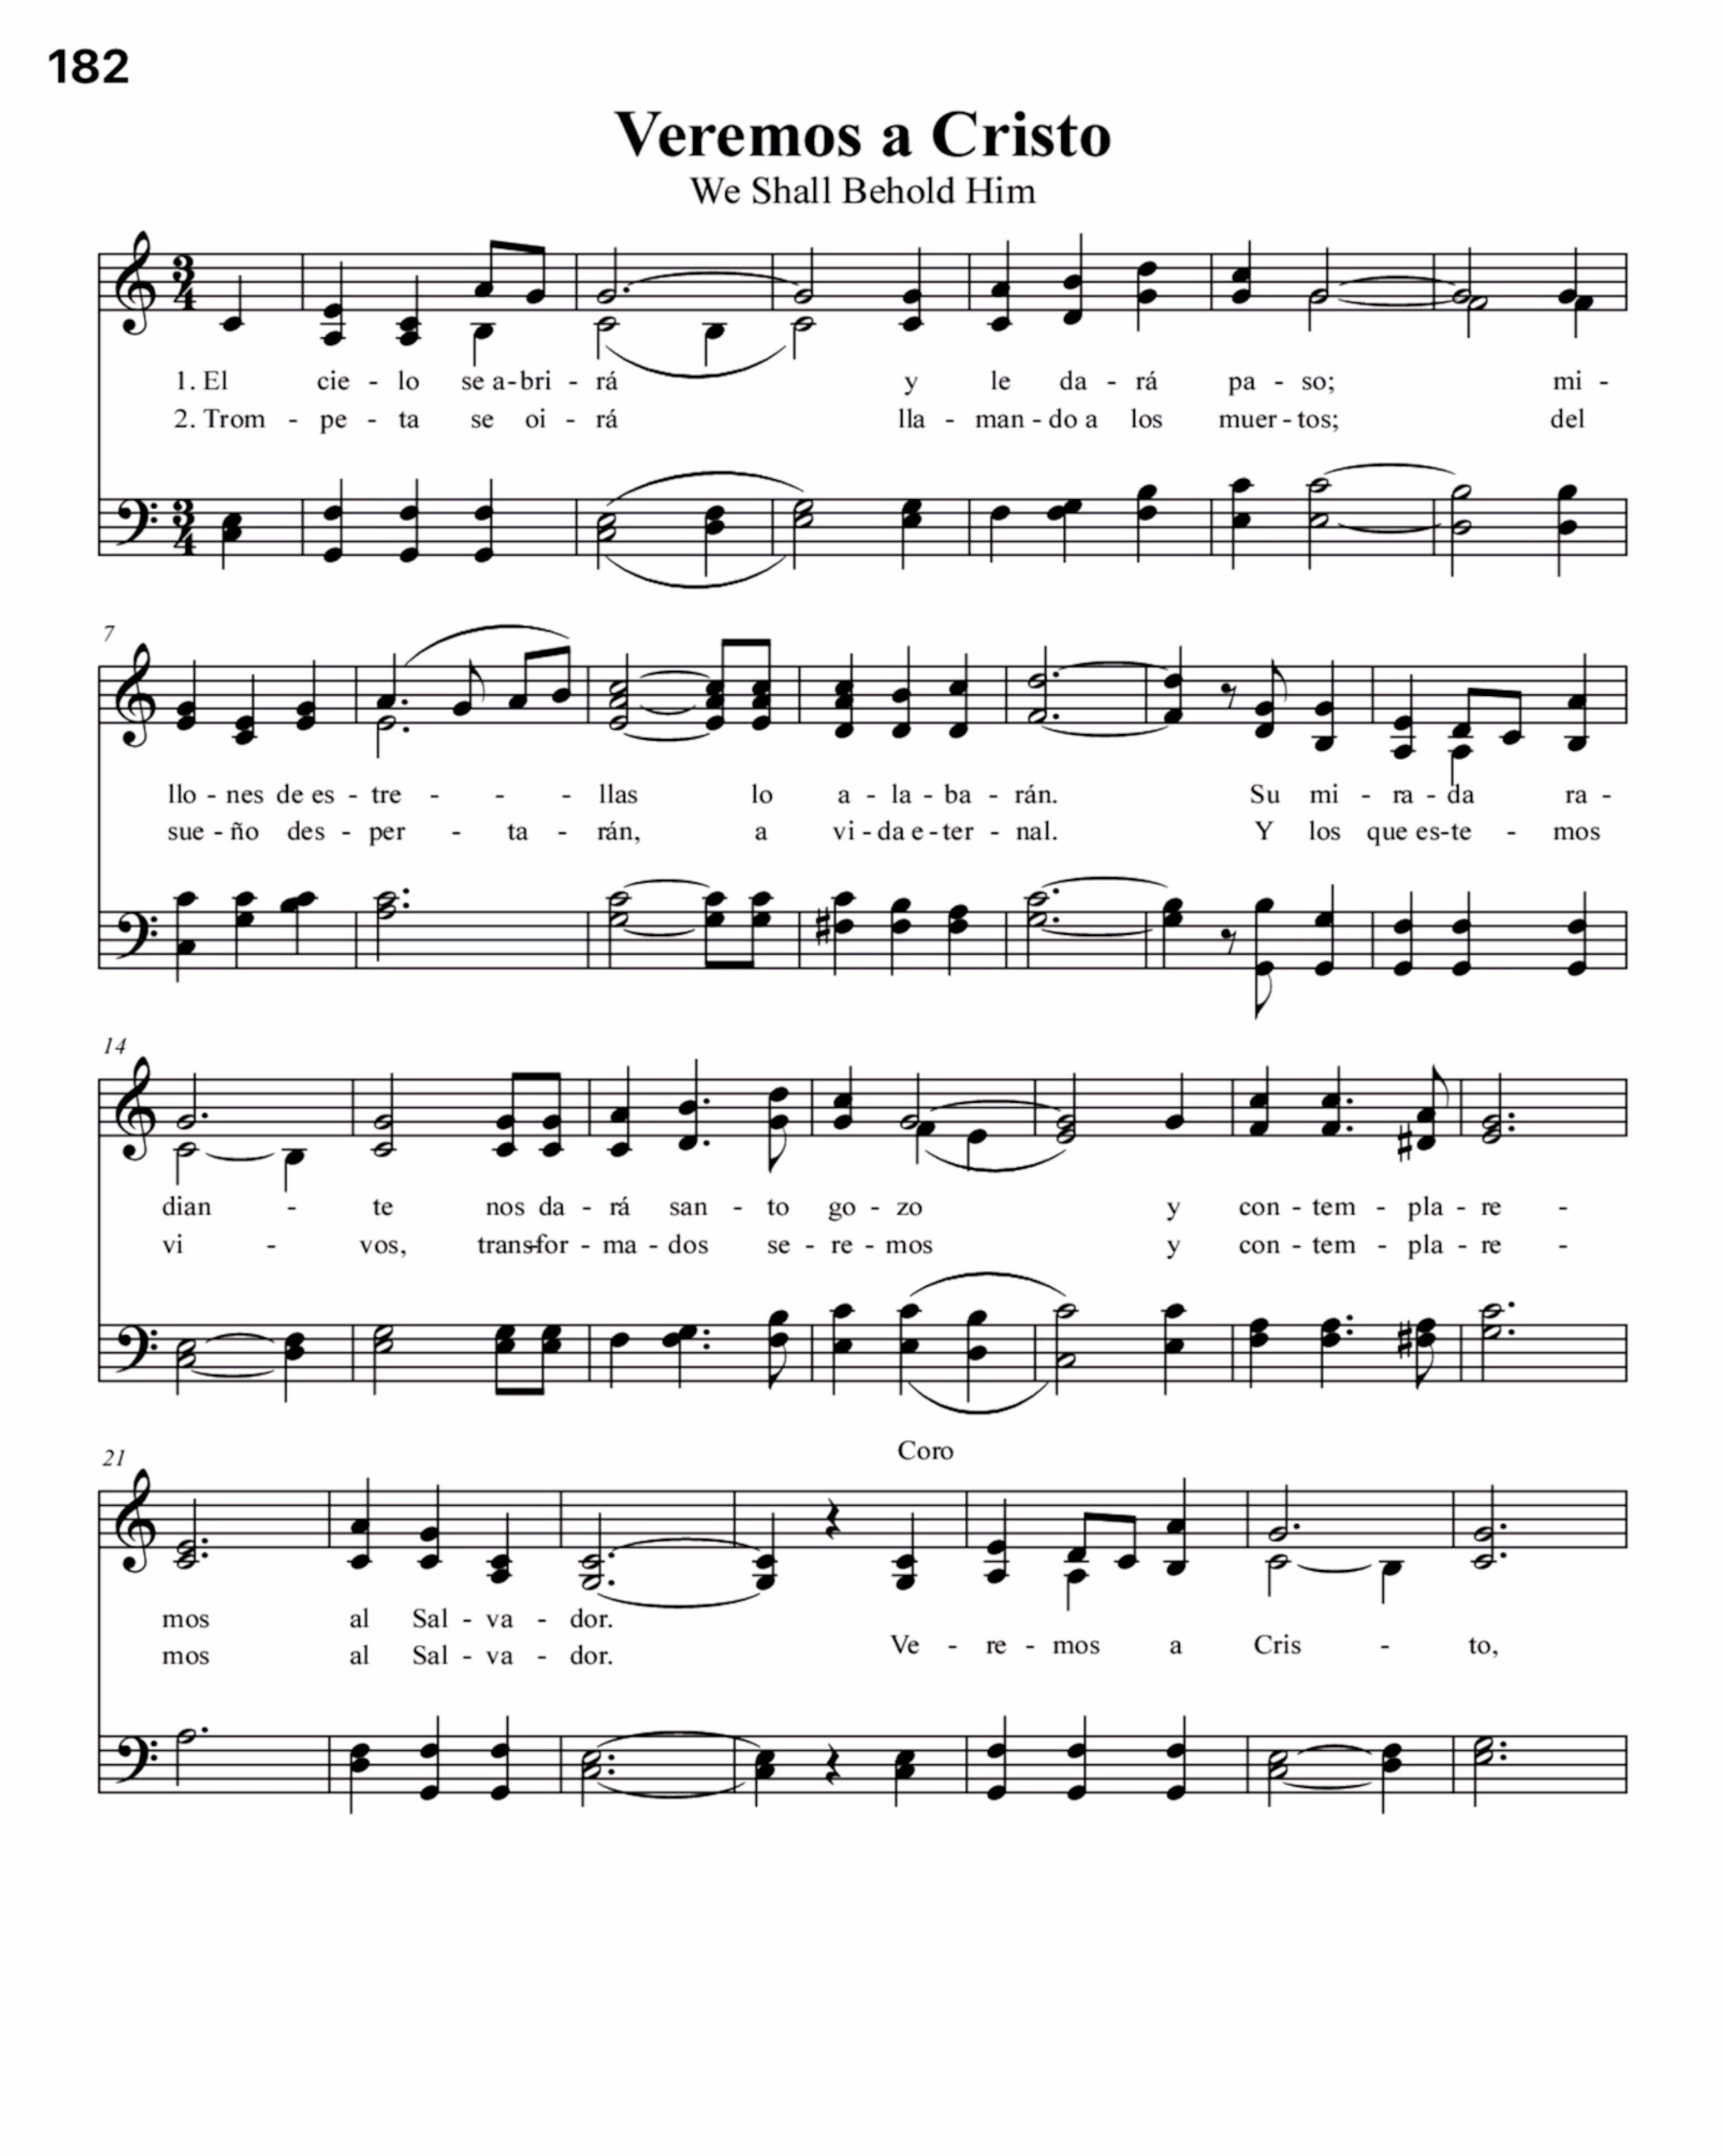 182
Veremos a Cristo
We Shall Behold Him
1. El cie - lo se a - bri - rá y le da - rá pa - so; mi -
2. Trom - pe - ta se oi - rá lla - man - do a los muer - tos; del
7
llo - nes de es - tre - - - llas lo a - la - ba - rán. Su mi - ra - da ra -
sue - ño des - per - ta - rán, a vi - da e - ter - nal. Y los que es - te - mos
14
dian - te nos da - rá san - to go - zo y con - tem - pla - re -
vi - vos, trans - for - ma - dos se - re - mos y con - tem - pla - re -
21
Coro
mos al Sal - va - dor.
Ve - re - mos a Cris - to,
mos al Sal - va - dor.